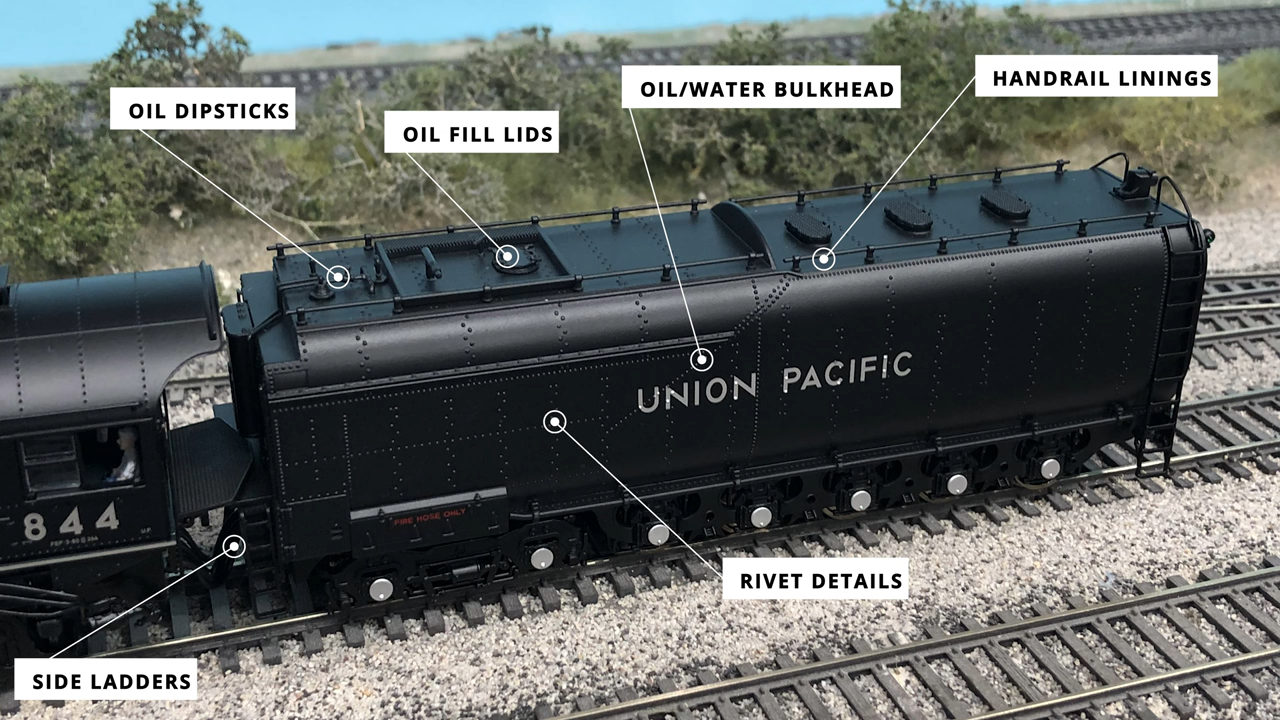 HANDRAIL LININGS
OIL/WATER BULKHEAD
OIL DIPSTICKS
OIL FILL LIDS
UNION PACIFIC
844
FIRE HOSE ONLY
RIVET DETAILS
SIDE LADDERS